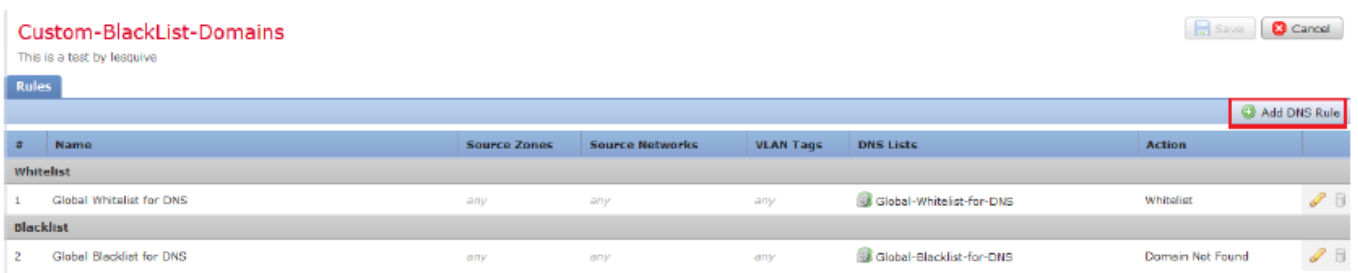 Custom-BlackList-Domains
Save Cancel
This is a test by lesquive
Rules
Add DNS Rule
# Name Source Zones Source Networks VLAN Tags DNS Lists Action
Whitelist
1 Global Whitelist for DNS any any any Global-Whitelist-for-DNS Whitelist
Blacklist
2 Global Blacklist for DNS any any any Global-Blacklist-for-DNS Domain Not Found